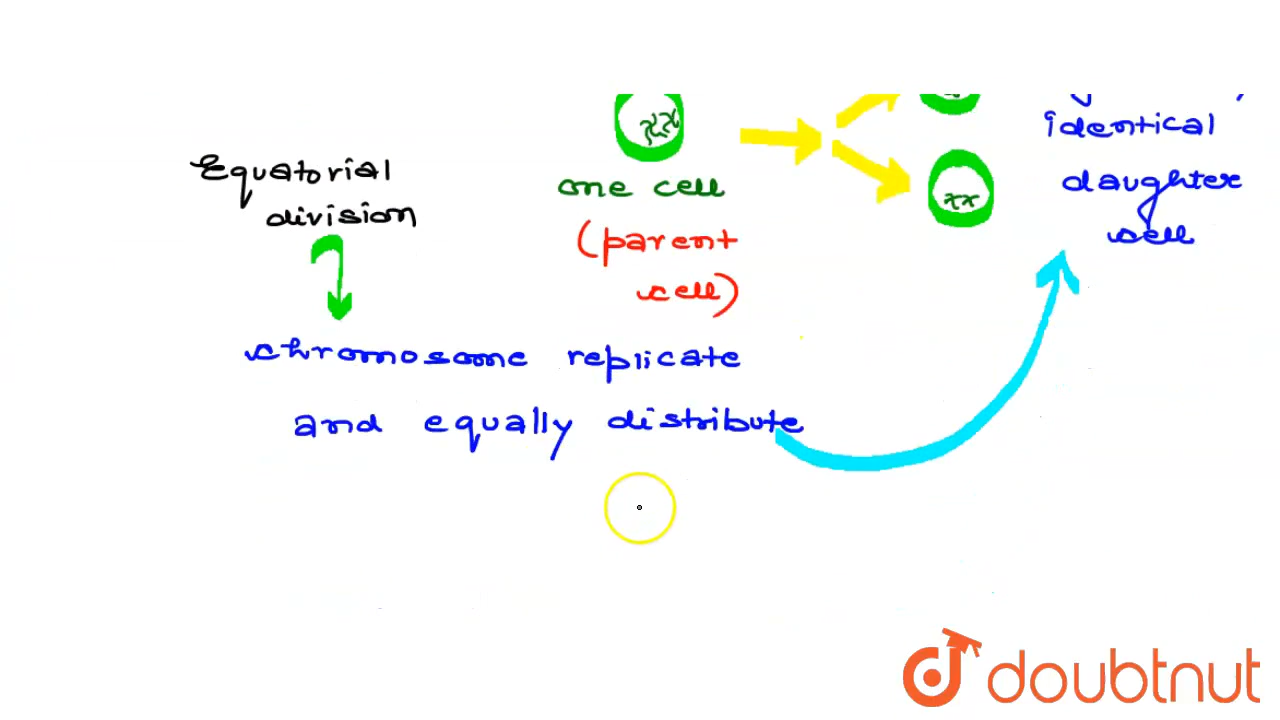 Equatorial
division
one cell
(parent
cell)
identical
daughter
cell
chromosome replicate
and equally distribute
doubtnut